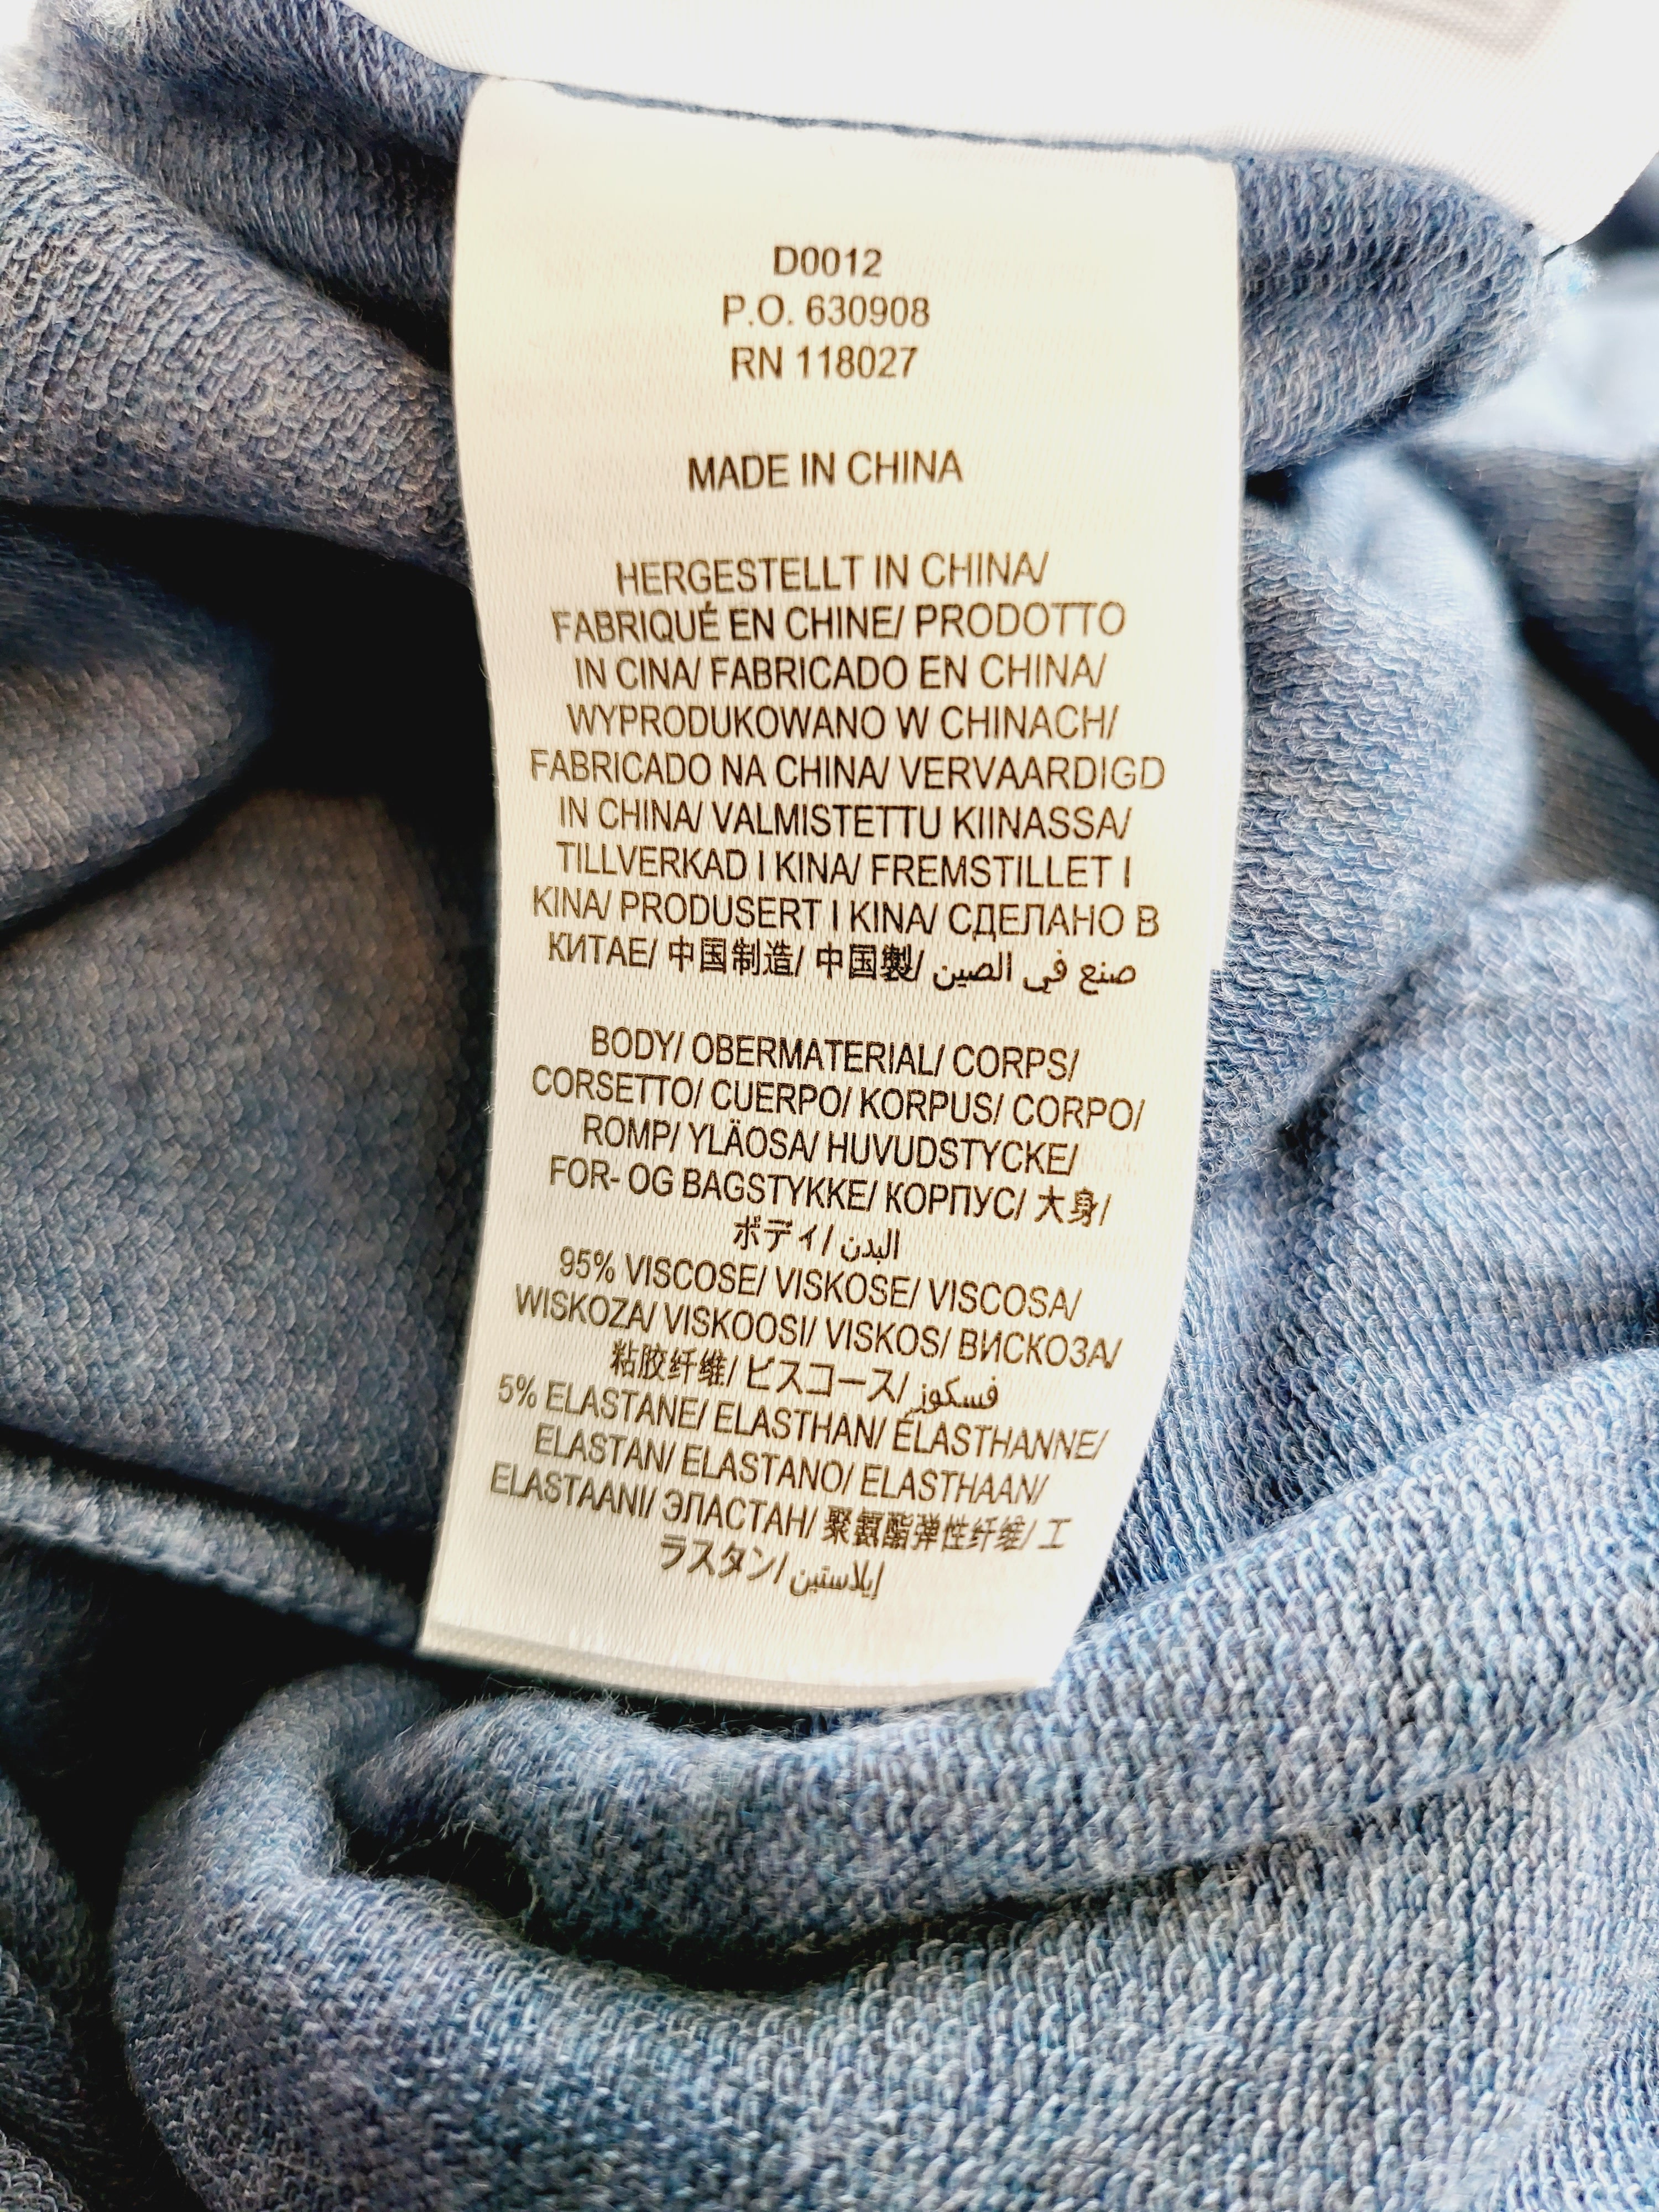 D0012
P.O. 630908
RN 118027
MADE IN CHINA
HERGESTELLT IN CHINA/
FABRIQUÉ EN CHINE/ PRODOTTO
IN CINA/ FABRICADO EN CHINA/
WYPRODUKOWANO W CHINACH/
FABRICADO NA CHINA/ VERVAARDIGD
IN CHINA/ VALMISTETTU KIINASSA/
TILLVERKAD I KINA/ FREMSTILLET I
KINA/ PRODUSERT I KINA/ СДЕЛАНО В
КИТАЕ/ 中国制造/ 中国製/ صنع في الصين
BODY/ OBERMATERIAL/ CORPS/
CORSETTO/ CUERPO/ KORPUS/ CORPO/
ROMP/ YLÄOSA/ HUVUDSTYCKE/
FOR- OG BAGSTYKKE/ КОРПУС/ 大身/
ボディ/ البدن
95% VISCOSE/ VISKOSE/ VISCOSA/
WISKOZA/ VISKOOSI/ VISKOS/ ВИСКОЗА/
粘胶纤维/ ビスコース/ فسكوز
5% ELASTANE/ ELASTHAN/ ÉLASTHANNE/
ELASTAN/ ELASTANO/ ELASTHAAN/
ELASTAANI/ ЭЛАСТАН/ 聚氨酯弹性纤维/ エ
ラスタン/ إيلاستين